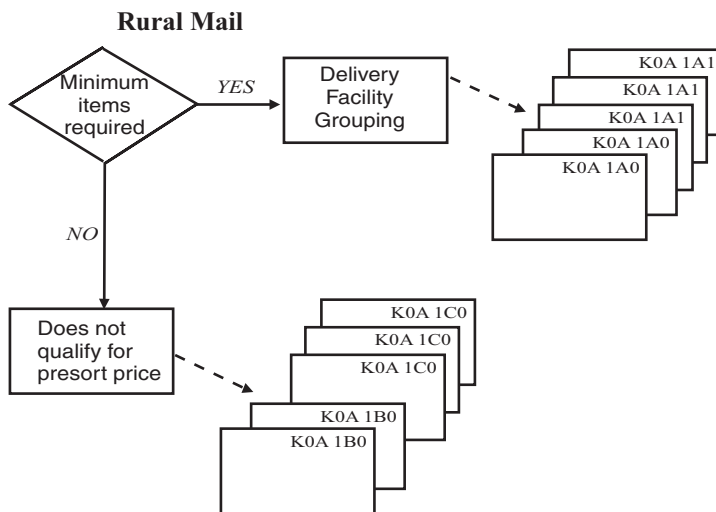 Rural Mail
Minimum
items
required
YES
Delivery
Facility
Grouping
K0A 1A1
K0A 1A1
K0A 1A1
K0A 1A0
K0A 1A0
NO
Does not
qualify for
presort price
K0A 1C0
K0A 1C0
K0A 1C0
K0A 1B0
K0A 1B0